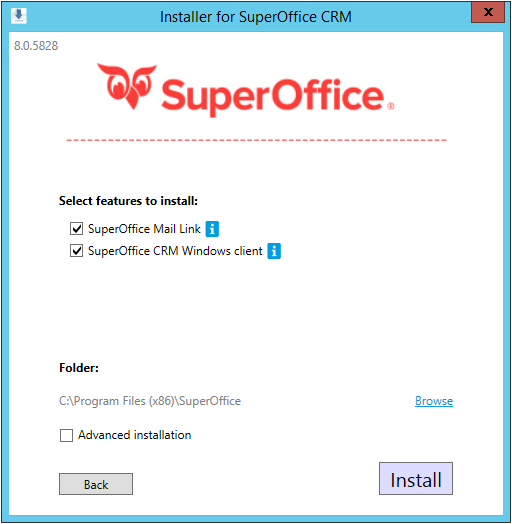 Installer for SuperOffice CRM
x
8.0.5828
SuperOffice®
Select features to install:
SuperOffice Mail Link i
SuperOffice CRM Windows client i
Folder:
C:\Program Files (x86)\SuperOffice Browse
Advanced installation
Back
Install